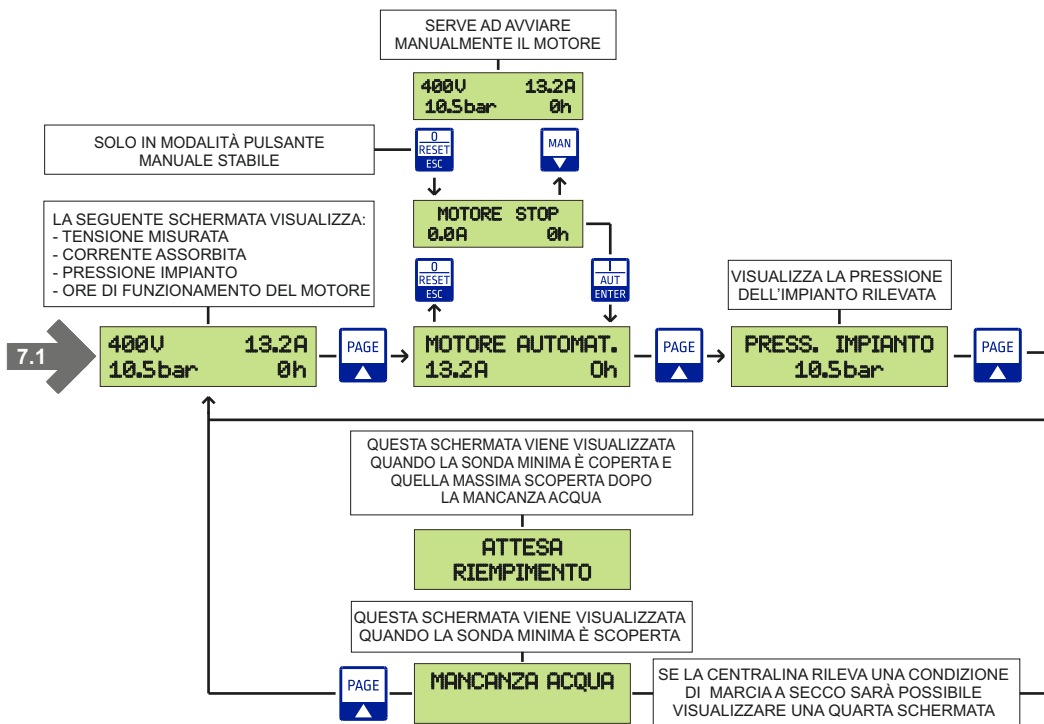 SERVE AD AVVIARE
MANUALMENTE IL MOTORE
400V 13.2A
10.5bar 0h
SOLO IN MODALITÀ PULSANTE
MANUALE STABILE
0
RESET
ESC
MAN
LA SEGUENTE SCHERMATA VISUALIZZA:
- TENSIONE MISURATA
- CORRENTE ASSORBITA
- PRESSIONE IMPIANTO
- ORE DI FUNZIONAMENTO DEL MOTORE
MOTORE STOP
0.0A 0h
0
RESET
ESC
I
AUT
ENTER
VISUALIZZA LA PRESSIONE
DELL'IMPIANTO RILEVATA
7.1
400V 13.2A
10.5bar 0h
PAGE
MOTORE AUTOMAT.
13.2A 0h
PAGE
PRESS. IMPIANTO
10.5bar
PAGE
QUESTA SCHERMATA VIENE VISUALIZZATA
QUANDO LA SONDA MINIMA È COPERTA E
QUELLA MASSIMA SCOPERTA DOPO
LA MANCANZA ACQUA
ATTESA
RIEMPIMENTO
QUESTA SCHERMATA VIENE VISUALIZZATA
QUANDO LA SONDA MINIMA È SCOPERTA
PAGE
MANCANZA ACQUA
SE LA CENTRALINA RILEVA UNA CONDIZIONE
DI MARCIA A SECCO SARÀ POSSIBILE
VISUALIZZARE UNA QUARTA SCHERMATA